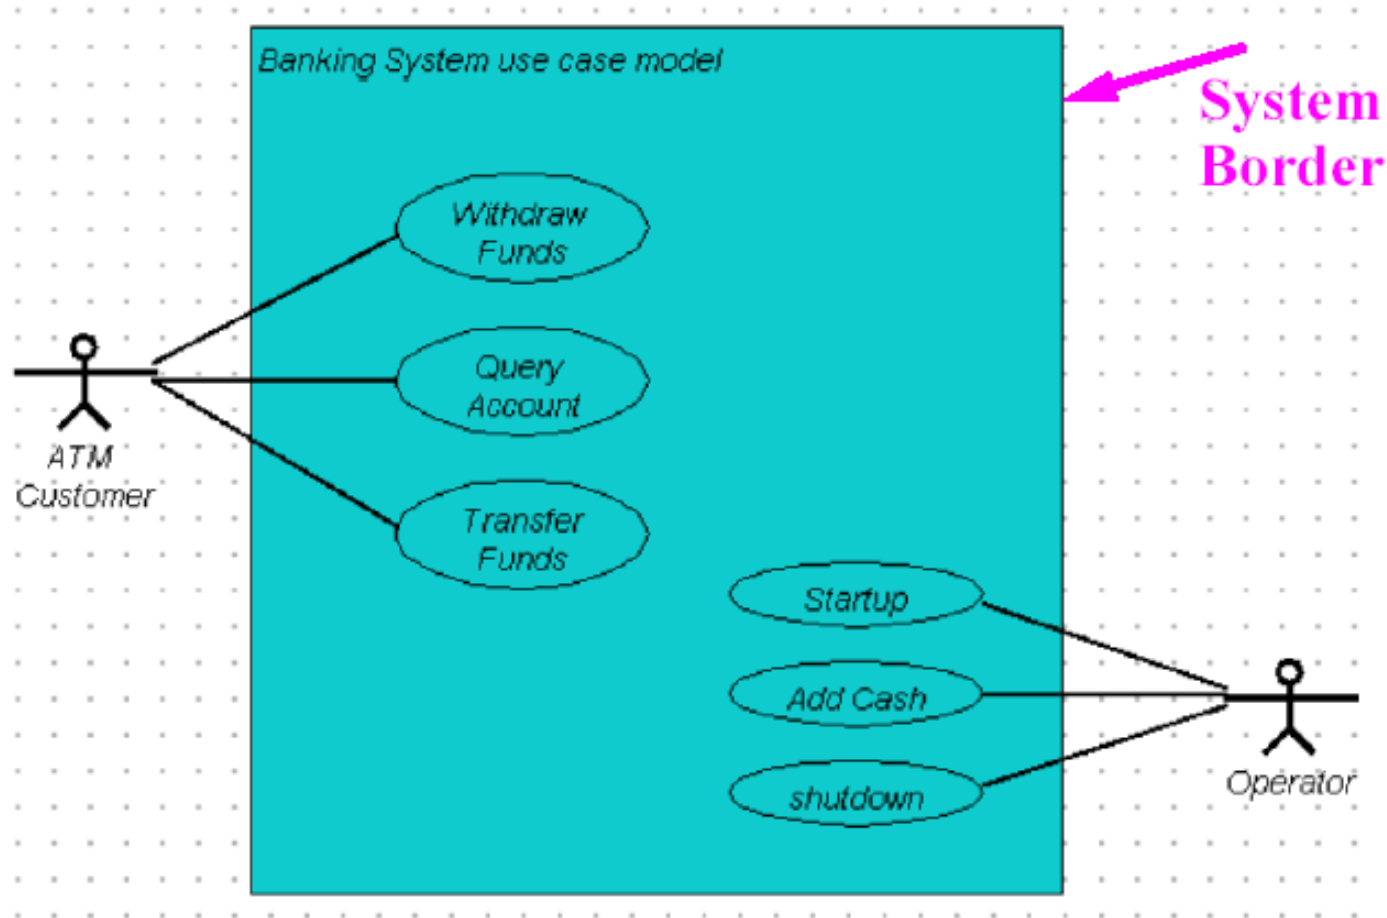 Banking System use case model
System
Border
Withdraw
Funds
Query
Account
ATM
Customer
Transfer
Funds
Startup
Add Cash
shutdown
Operator